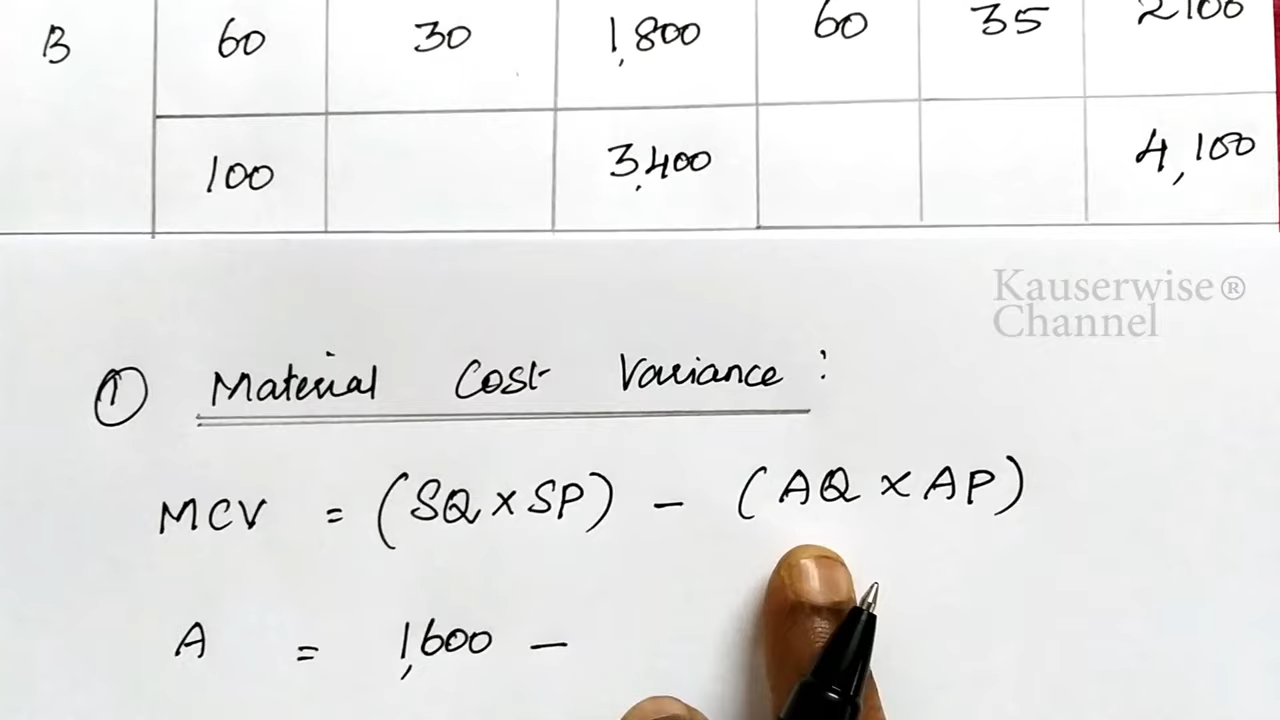 B 60 30 1,800 60 35 2100
100 3,400 4,100
Kauserwise®
Channel
① Material Cost Variance :
MCV = (SQ × SP) − (AQ × AP)
A = 1,600 −